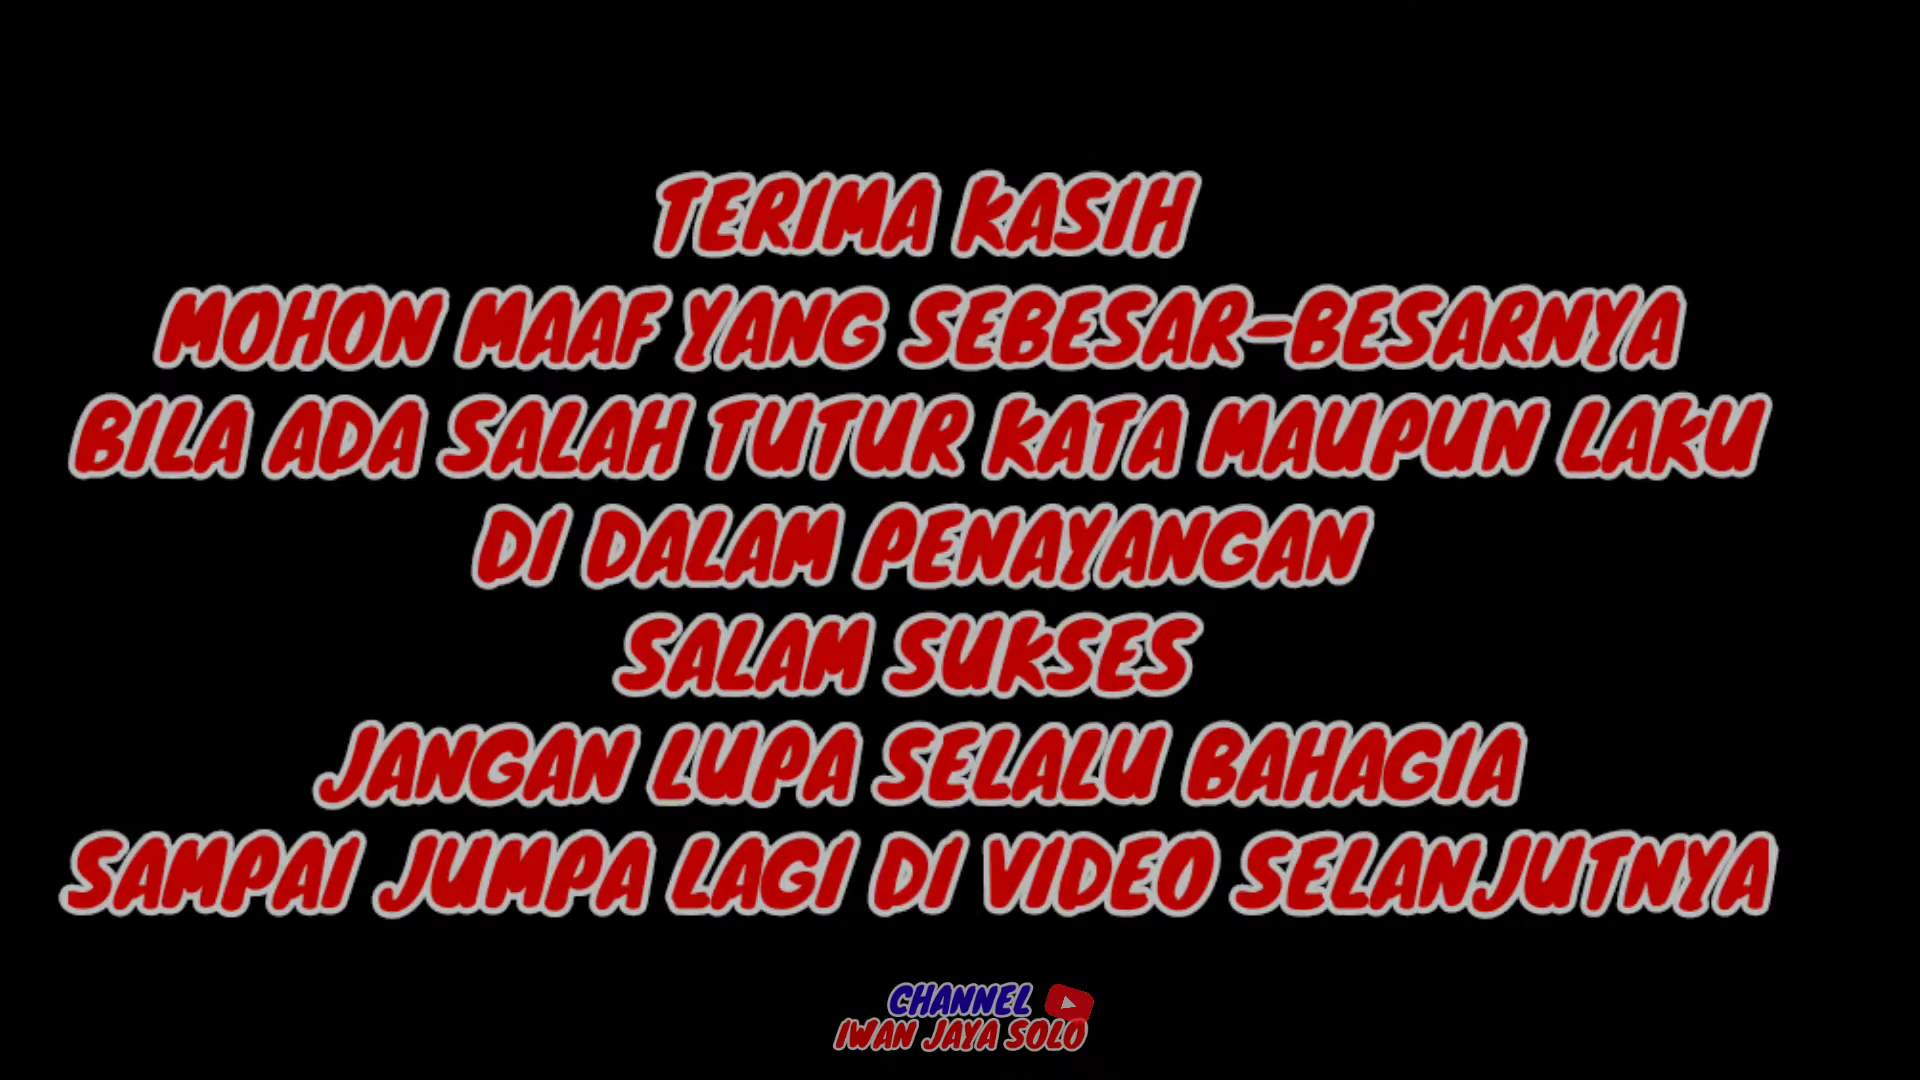 TERIMA KASIH
MOHON MAAF YANG SEBESAR-BESARNYA
BILA ADA SALAH TUTUR KATA MAUPUN LAKU
DI DALAM PENAYANGAN
SALAM SUKSES
JANGAN LUPA SELALU BAHAGIA
SAMPAI JUMPA LAGI DI VIDEO SELANJUTNYA
CHANNEL
IWAN JAYA SOLO